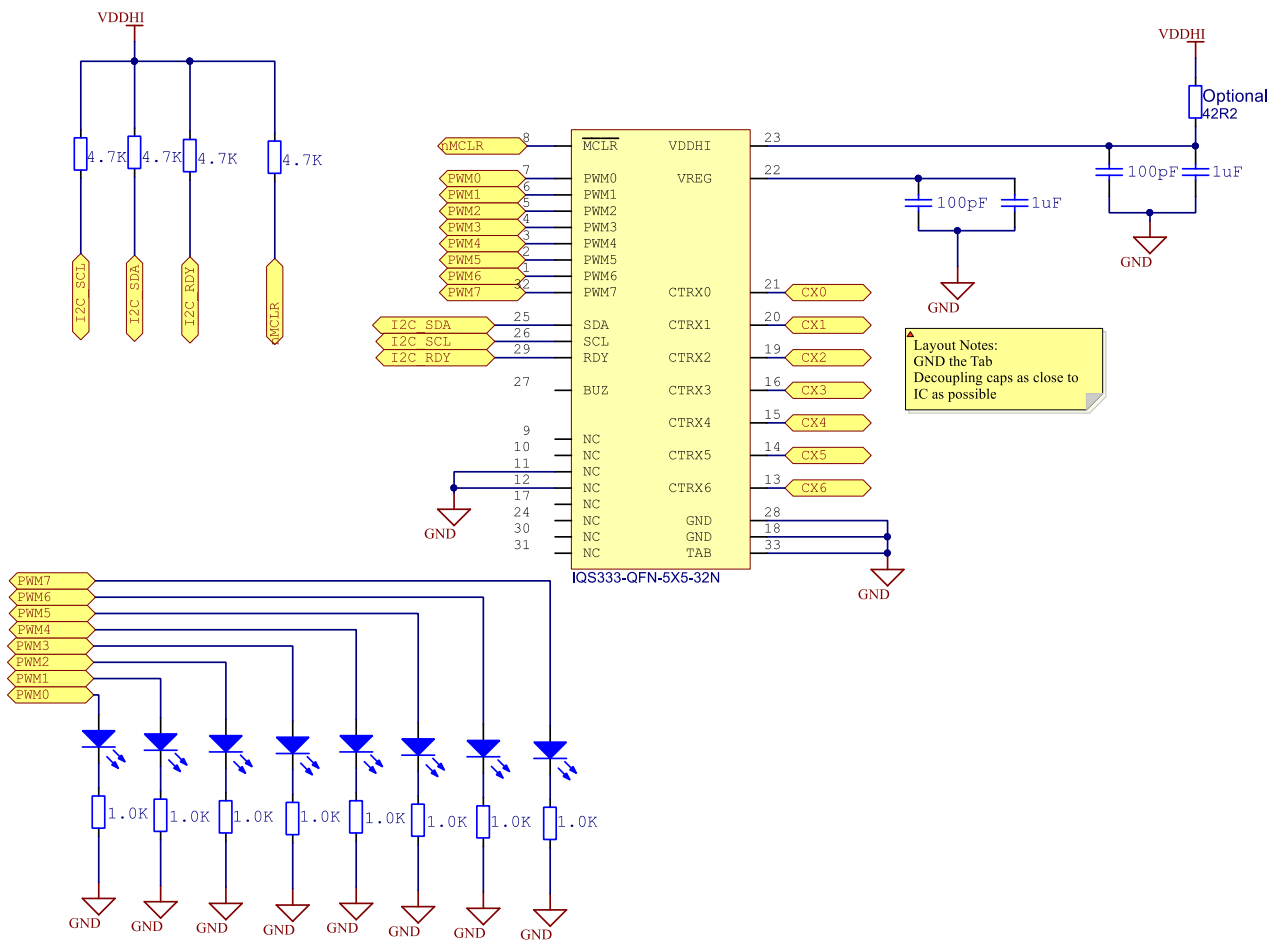 VDDHI
4.7K
4.7K
4.7K
4.7K
I2C_SCL
I2C_SDA
I2C_RDY
nMCLR
nMCLR 8 MCLR
PWM0 7 PWM0
PWM1 6 PWM1
PWM2 5 PWM2
PWM3 4 PWM3
PWM4 3 PWM4
PWM5 2 PWM5
PWM6 1 PWM6
PWM7 32 PWM7
I2C_SDA 25 SDA
I2C_SCL 26 SCL
I2C_RDY 29 RDY
27 BUZ
9 NC
10 NC
11 NC
12 NC
17 NC
24 NC
30 NC
31 NC
GND
VDDHI 23
VREG 22
CTRX0 21 CX0
CTRX1 20 CX1
CTRX2 19 CX2
CTRX3 16 CX3
CTRX4 15 CX4
CTRX5 14 CX5
CTRX6 13 CX6
GND 28
GND 18
TAB 33
GND
IQS333-QFN-5X5-32N
VDDHI
Optional
42R2
100pF
1uF
GND
100pF
1uF
GND
Layout Notes:
GND the Tab
Decoupling caps as close to
IC as possible
PWM7
PWM6
PWM5
PWM4
PWM3
PWM2
PWM1
PWM0
1.0K
1.0K
1.0K
1.0K
1.0K
1.0K
1.0K
1.0K
GND
GND
GND
GND
GND
GND
GND
GND